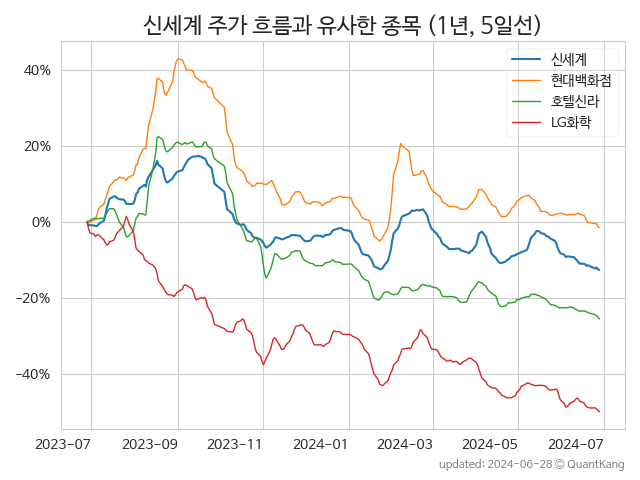 신세계 주가 흐름과 유사한 종목 (1년, 5일선)
신세계
현대백화점
호텔신라
LG화학
40%
20%
0%
−20%
−40%
2023-07 2023-09 2023-11 2024-01 2024-03 2024-05 2024-07
updated: 2024-06-28 © QuantKang